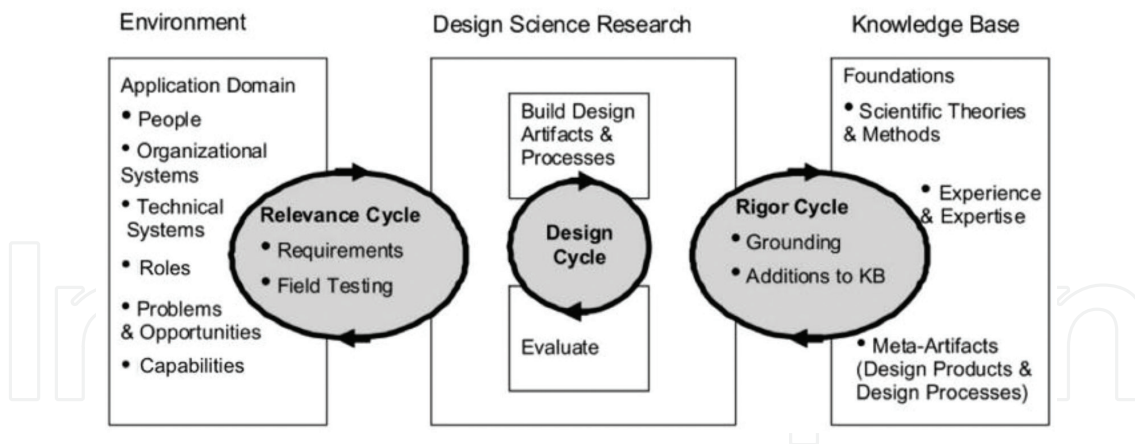 Environment
Design Science Research
Knowledge Base
Application Domain
• People
• Organizational
Systems
• Technical
Systems
• Roles
• Problems
& Opportunities
• Capabilities
Relevance Cycle
• Requirements
• Field Testing
Build Design
Artifacts &
Processes
Design
Cycle
Evaluate
Rigor Cycle
• Grounding
• Additions to KB
Foundations
• Scientific Theories
& Methods
• Experience
& Expertise
• Meta-Artifacts
(Design Products &
Design Processes)